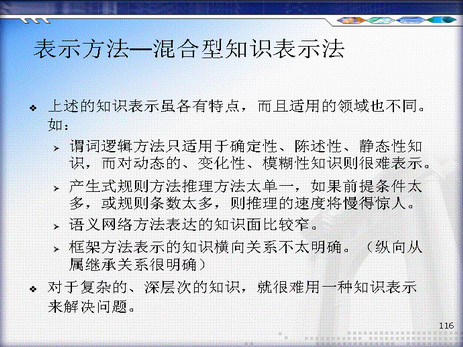 表示方法—混合型知识表示法
❖ 上述的知识表示虽各有特点，而且适用的领域也不同。
如：
➢ 谓词逻辑方法只适用于确定性、陈述性、静态性知
识，而对动态的、变化性、模糊性知识则很难表示。
➢ 产生式规则方法推理方法太单一，如果前提条件太
多，或规则条数太多，则推理的速度将慢得惊人。
➢ 语义网络方法表达的知识面比较窄。
➢ 框架方法表示的知识横向关系不太明确。（纵向从
属继承关系很明确）
❖ 对于复杂的、深层次的知识，就很难用一种知识表示
来解决问题。
116